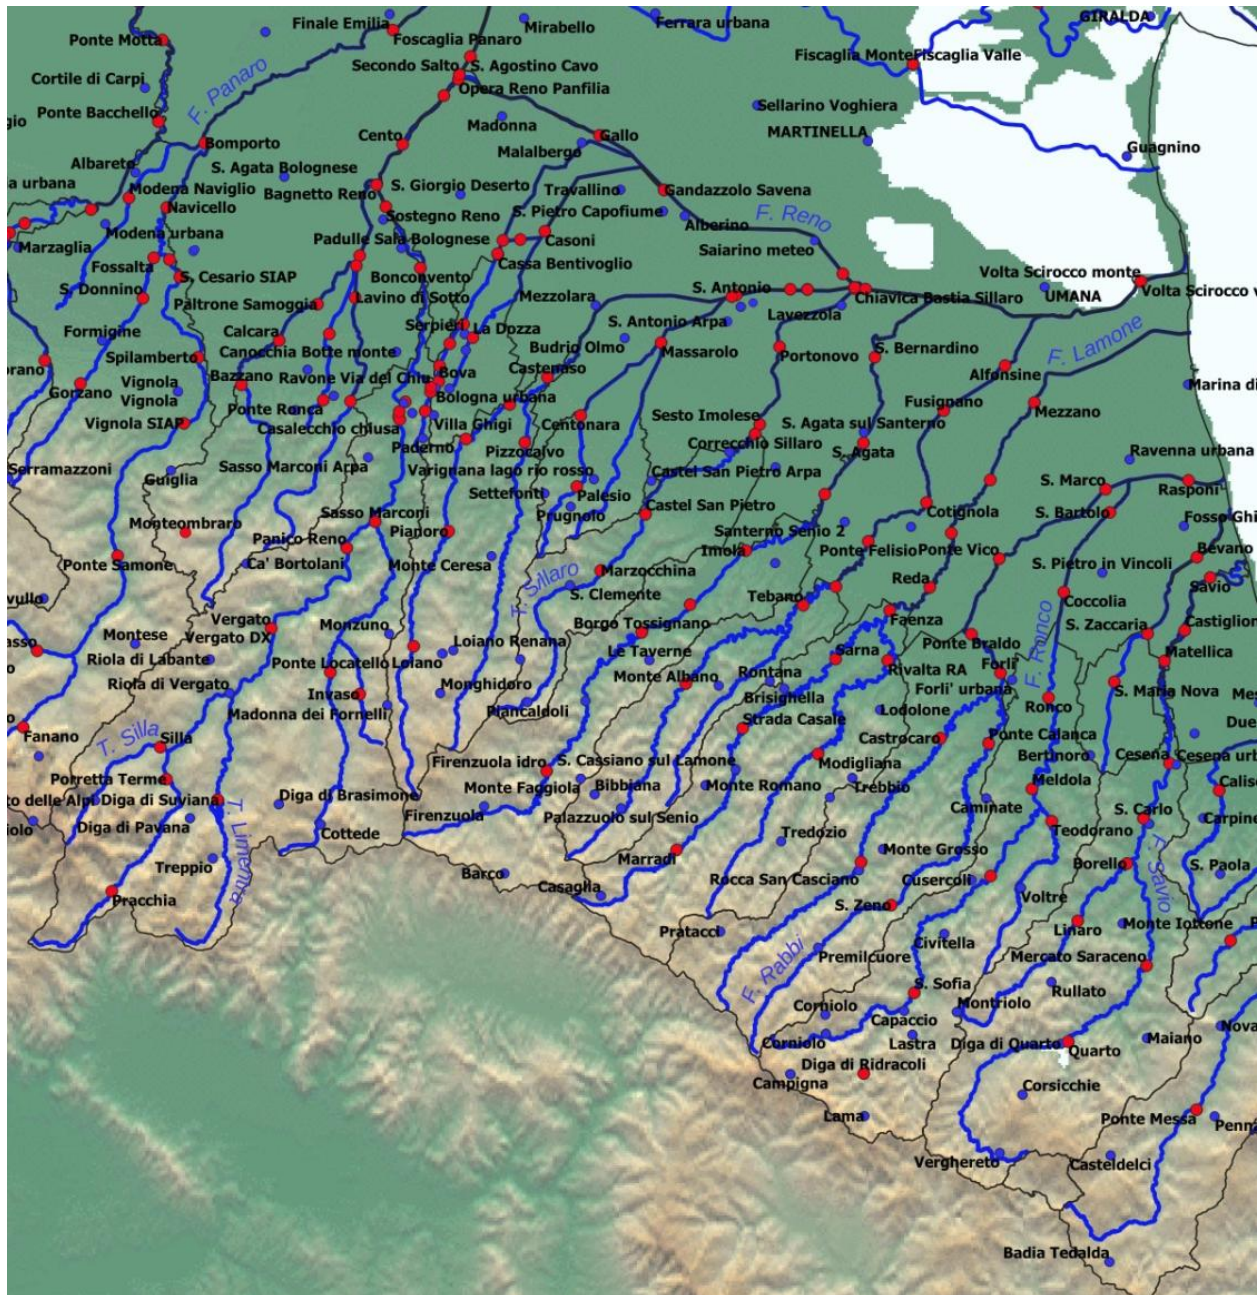 GIRALDA
Finale Emilia
Mirabello
Ferrara urbana
Ponte Motta
Foscaglia Panaro
Secondo Salto
S. Agostino Cavo
Fiscaglia Monte
Fiscaglia Valle
Cortile di Carpi
F. Panaro
Opera Reno Panfilia
Sellarino Voghiera
Ponte Bacchello
Madonna
MARTINELLA
Bomporto
Cento
Gallo
Malalbergo
Guagnino
Albareto
S. Agata Bolognese
a urbana
Modena Naviglio
Bagnetto Reno
S. Giorgio Deserto
Travallino
Gandazzolo Savena
Navicello
Sostegno Reno
S. Pietro Capofiume
Alberino
F. Reno
Modena urbana
Marzaglia
Padulle Sala Bolognese
Casoni
Saiarino meteo
Fossalta
Cassa Bentivoglio
S. Cesario SIAP
Bonconvento
Volta Scirocco monte
S. Donnino
Paltrone Samoggia
Lavino di Sotto
Mezzolara
S. Antonio
Chiavica Bastia Sillaro
UMANA
Volta Scirocco v
Formigine
Calcara
Serpieri
La Dozza
S. Antonio Arpa
Lavezzola
F. Lamone
Spilamberto
Canocchia Botte monte
Budrio Olmo
Massarolo
Portonovo
S. Bernardino
orano
Gorzano
Vignola
Vignola
Bazzano
Ravone Via del Chiu
Bova
Castenaso
Alfonsine
Marina di
Ponte Ronca
Bologna urbana
Fusignano
Mezzano
Vignola SIAP
Casalecchio chiusa
Villa Ghigi
Centonara
Sesto Imolese
S. Agata sul Santerno
Paderno
Pizzocalvo
Correcchio Sillaro
S. Agata
Ravenna urbana
Serramazzoni
Guiglia
Sasso Marconi Arpa
Varignana lago rio rosso
Castel San Pietro Arpa
S. Marco
Rasponi
Settefonti
Palesio
Prugnolo
Castel San Pietro
S. Bartolo
Fosso Ghi
Monteombraro
Sasso Marconi
Pianoro
Santerno Senio 2
Cotignola
Panico Reno
Imola
Ponte Felisio
Ponte Vico
Bevano
Ponte Samone
Ca' Bortolani
Monte Ceresa
T. Sillaro
Marzocchina
S. Pietro in Vincoli
S. Clemente
Reda
Savio
vullo
Tebano
Coccolia
Vergato
Vergato DX
Monzuno
Borgo Tossignano
Faenza
F. Ronco
S. Zaccaria
Castiglion
Montese
Loiano Renana
Le Taverne
Ponte Braldo
asso
Riola di Labante
Ponte Locatello
Loiano
Sarna
Rivalta RA
Forli'
Matellica
Riola di Vergato
Invaso
Monghidoro
Monte Albano
Rontana
Brisighella
Forli' urbana
S. Maria Nova
Madonna dei Fornelli
Piancaldoli
Strada Casale
Lodolone
Ronco
Fanano
T. Silla
Silla
Castrocaro
Ponte Calanca
Due
Firenzuola idro
S. Cassiano sul Lamone
Modigliana
Bertinoro
Cesena
Cesena urb
Porretta Terme
Monte Faggiola
Bibbiana
Monte Romano
Trebbio
Meldola
Calis
to delle Alpi
Diga di Suviana
Diga di Brasimone
Firenzuola
Caminate
S. Carlo
iolo
Diga di Pavana
T. Limentra
Cottede
Palazzuolo sul Senio
Tredozio
Teodorano
Carpine
Treppio
Marradi
Monte Grosso
Borello
F. Savio
S. Paola
Barco
Casaglia
Rocca San Casciano
Cusercoli
Pracchia
Voltre
S. Zeno
Pratacci
Civitella
Linaro
Monte Iottone
F. Rabbi
Premilcuore
Mercato Saraceno
S. Sofia
Rullato
Corniolo
Capaccio
Montriolo
Nova
Corniolo
Lastra
Diga di Quarto
Quarto
Maiano
Diga di Ridracoli
Campigna
Corsicchie
Lama
Ponte Messa
Penn
Verghereto
Casteldelci
Badia Tedalda